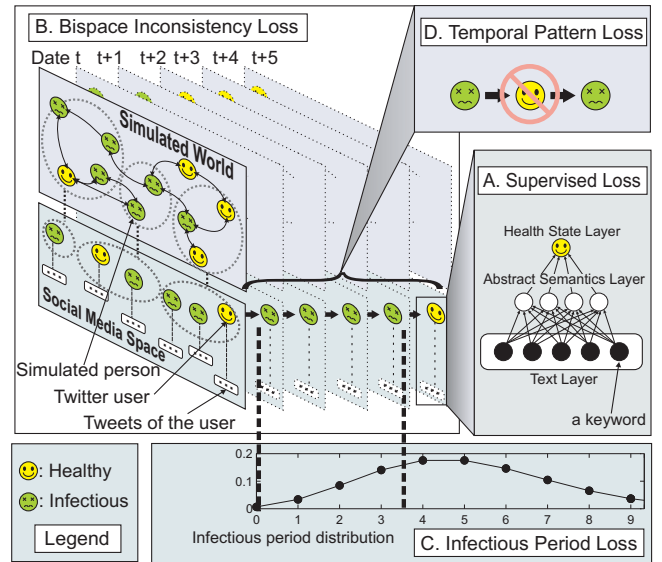 B. Bispace Inconsistency Loss
Date t t+1 t+2 t+3 t+4 t+5
Simulated World
Social Media Space
Simulated person
Twitter user
Tweets of the user
D. Temporal Pattern Loss
A. Supervised Loss
Health State Layer
Abstract Semantics Layer
Text Layer
a keyword
: Healthy
: Infectious
Legend
0.2
0.1
0
0 1 2 3 4 5 6 7 8 9
Infectious period distribution
C. Infectious Period Loss